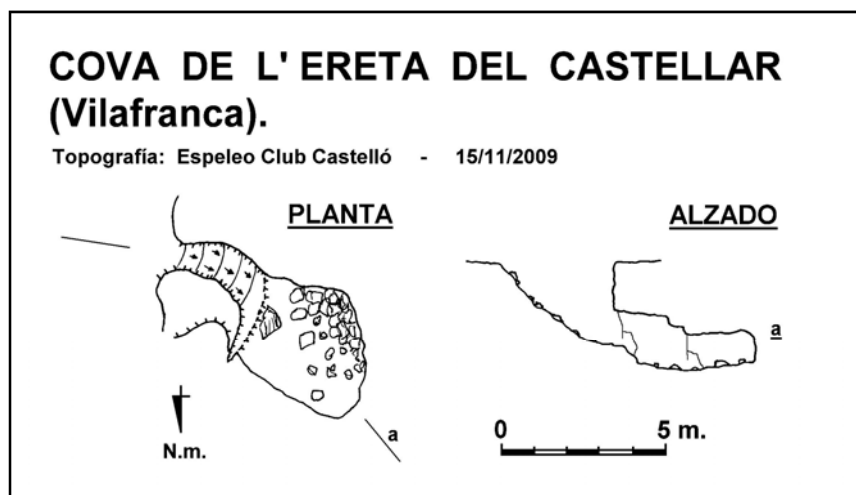 COVA DE L' ERETA DEL CASTELLAR
(Vilafranca).
Topografía: Espeleo Club Castelló - 15/11/2009
PLANTA
ALZADO
a
a
N.m.
0 5 m.